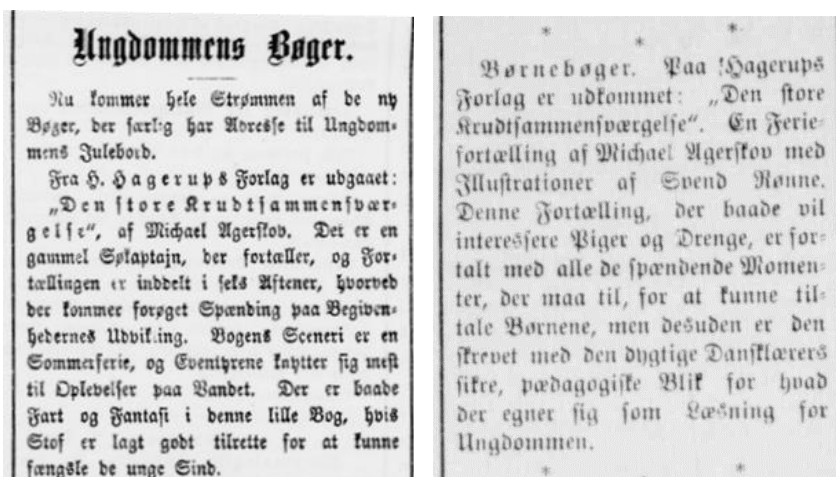 Ungdommens Bøger.
Nu kommer hele Strømmen af de ny
Bøger, der særlig har Adresse til Ungdom-
mens Julebord.
Fra H. Hagerups Forlag er udgaaet:
„Den store Krudtsammensvær-
gelse“, af Michael Agerskov. Det er en
gammel Søkaptajn, der fortæller, og For-
tællingen er inddelt i seks Aftener, hvorved
der kommer forøget Spænding paa Begiven-
hedernes Udvikling. Bogens Sceneri er en
Sommerferie, og Eventyrene knytter sig mest
til Oplevelser paa Vandet. Der er baade
Fart og Fantasi i denne lille Bog, hvis
Stof er lagt godt tilrette for at kunne
fængsle de unge Sind.
Børnebøger. Paa Hagerups
Forlag er udkommet: „Den store
Krudtsammensværgelse“. En Ferie-
fortælling af Michael Agerskov med
Illustrationer af Svend Rønne.
Denne Fortælling, der baade vil
interessere Piger og Drenge, er for-
talt med alle de spændende Momen-
ter, der maa til, for at kunne til-
tale Børnene, men desuden er den
skrevet med den dygtige Dansklærers
sikre, pædagogiske Blik for hvad
der egner sig som Læsning for
Ungdommen.